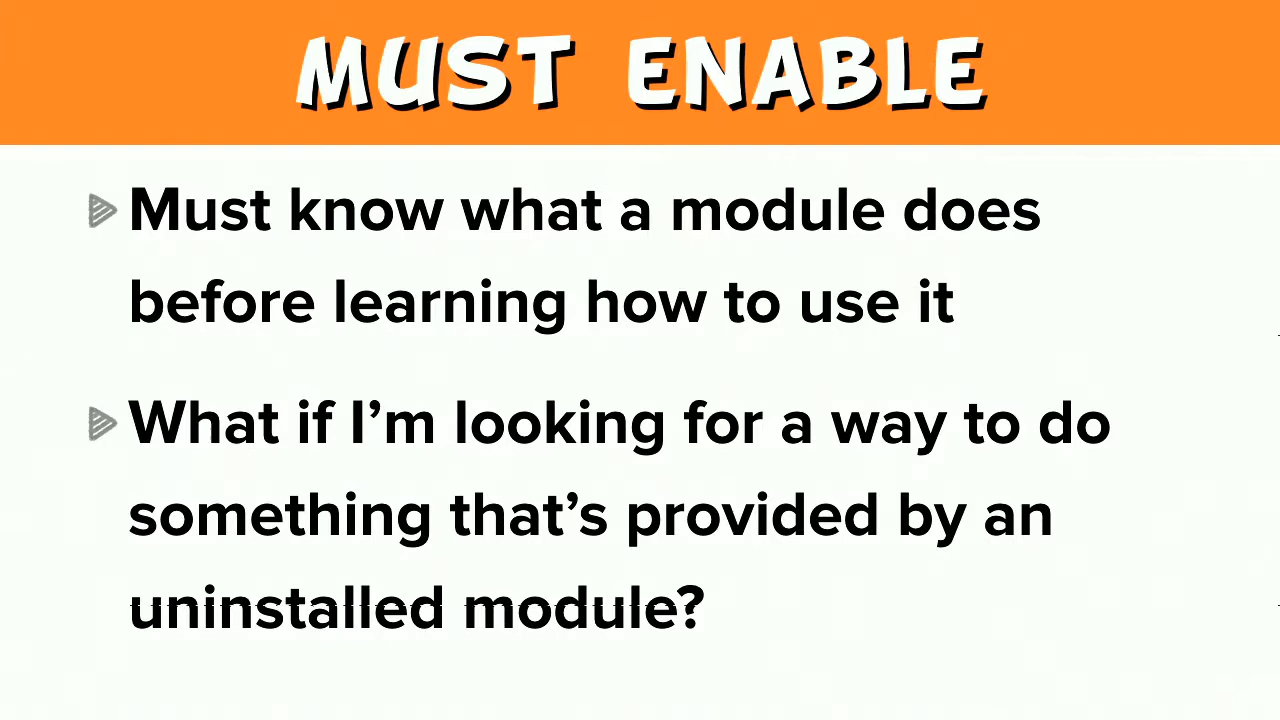 MUST ENABLE
Must know what a module does
before learning how to use it
What if I’m looking for a way to do
something that’s provided by an
uninstalled module?